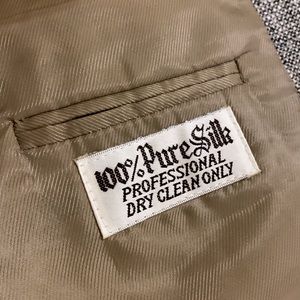 100% Pure Silk
PROFESSIONAL
DRY CLEAN ONLY